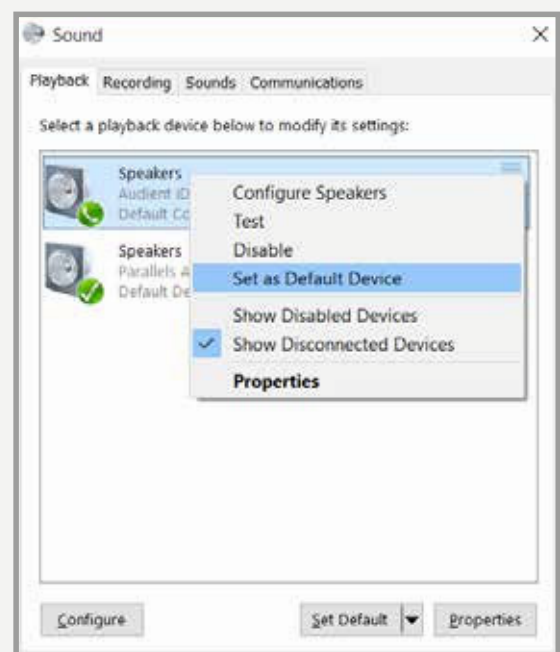 Sound
Playback Recording Sounds Communications
Select a playback device below to modify its settings:
Speakers
Audient iD
Default Co
Speakers
Parallels A
Default De
Configure Speakers
Test
Disable
Set as Default Device
Show Disabled Devices
Show Disconnected Devices
Properties
Configure Set Default Properties